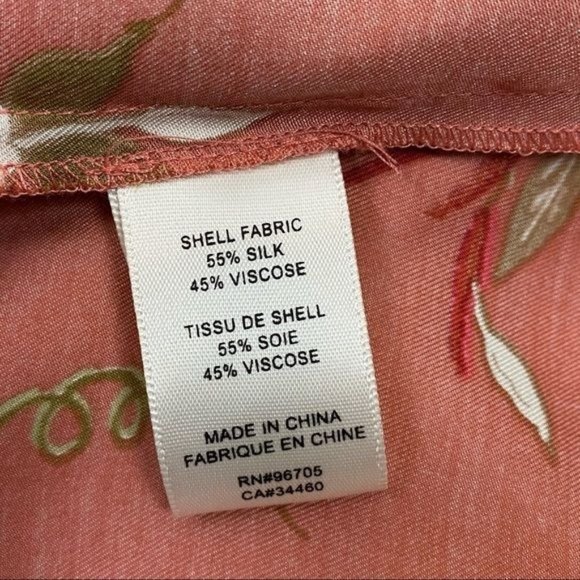 SHELL FABRIC
55% SILK
45% VISCOSE
TISSU DE SHELL
55% SOIE
45% VISCOSE
MADE IN CHINA
FABRIQUE EN CHINE
RN#96705
CA#34460